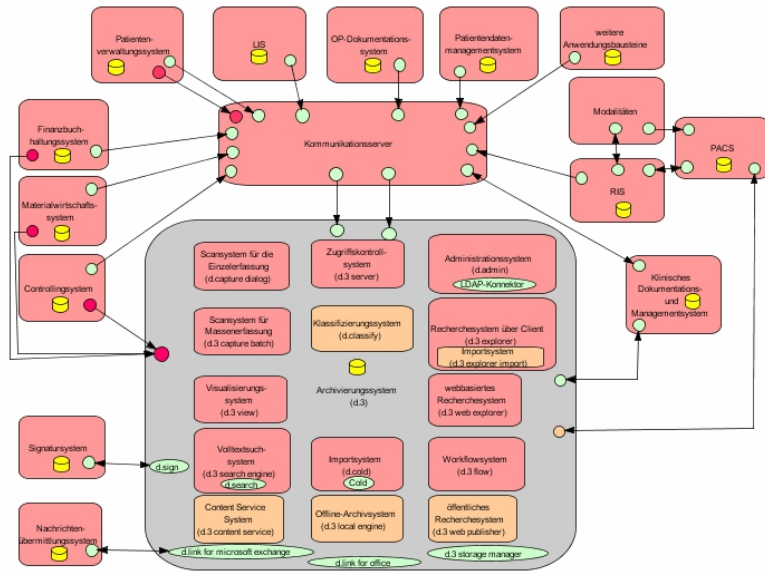 Patienten-
verwaltungssystem
LIS
OP-Dokumentations-
system
Patientendaten-
managementsystem
weitere
Anwendungsbausteine
Finanzbuch-
haltungssystem
Kommunikationsserver
Modalitäten
PACS
RIS
Materialwirtschafts-
system
Controllingsystem
Klinisches
Dokumentations-
und
Managementsystem
Scansystem für die
Einzelerfassung
(d.capture dialog)
Zugriffskontroll-
system
(d.3 server)
Administrationssystem
(d.admin)
LDAP-Konnektor
Scansystem für
Massenerfassung
(d.3 capture batch)
Klassifizierungssystem
(d.classify)
Recherchesystem über Client
(d.3 explorer)
Importsystem
(d.3 explorer import)
Visualisierungs-
system
(d.3 view)
Archivierungssystem
(d.3)
webbasiertes
Recherchesystem
(d.3 web explorer)
Signatursystem
d.sign
Volltextsuch-
system
(d.3 search engine)
d.search
Importsystem
(d.cold)
Cold
Workflowsystem
(d.3 flow)
Content Service
System
(d.3 content service)
Offline-Archivsystem
(d.3 local engine)
öffentliches
Recherchesystem
(d.3 web publisher)
Nachrichten-
übermittlungssystem
d.link for microsoft exchange
d.link for office
d.3 storage manager